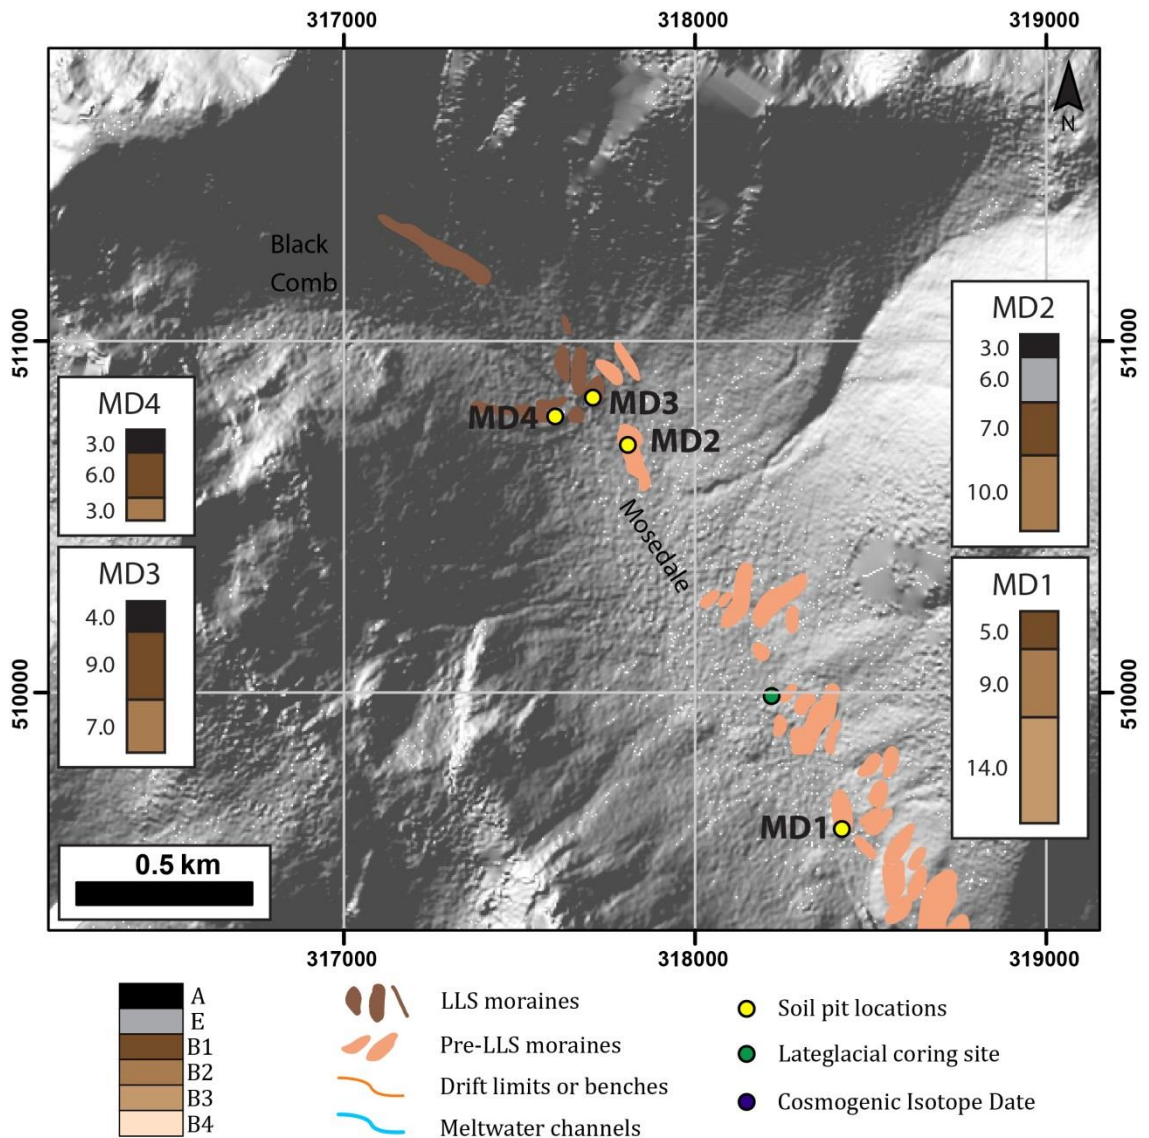 317000
318000
319000
N
Black
Comb
511000
511000
MD2
3.0
6.0
7.0
10.0
MD4
3.0
6.0
3.0
MD4
MD3
MD2
Mosedale
MD3
4.0
9.0
7.0
MD1
5.0
9.0
14.0
510000
510000
MD1
0.5 km
317000
318000
319000
A
E
B1
B2
B3
B4
LLS moraines
Pre-LLS moraines
Drift limits or benches
Meltwater channels
Soil pit locations
Lateglacial coring site
Cosmogenic Isotope Date